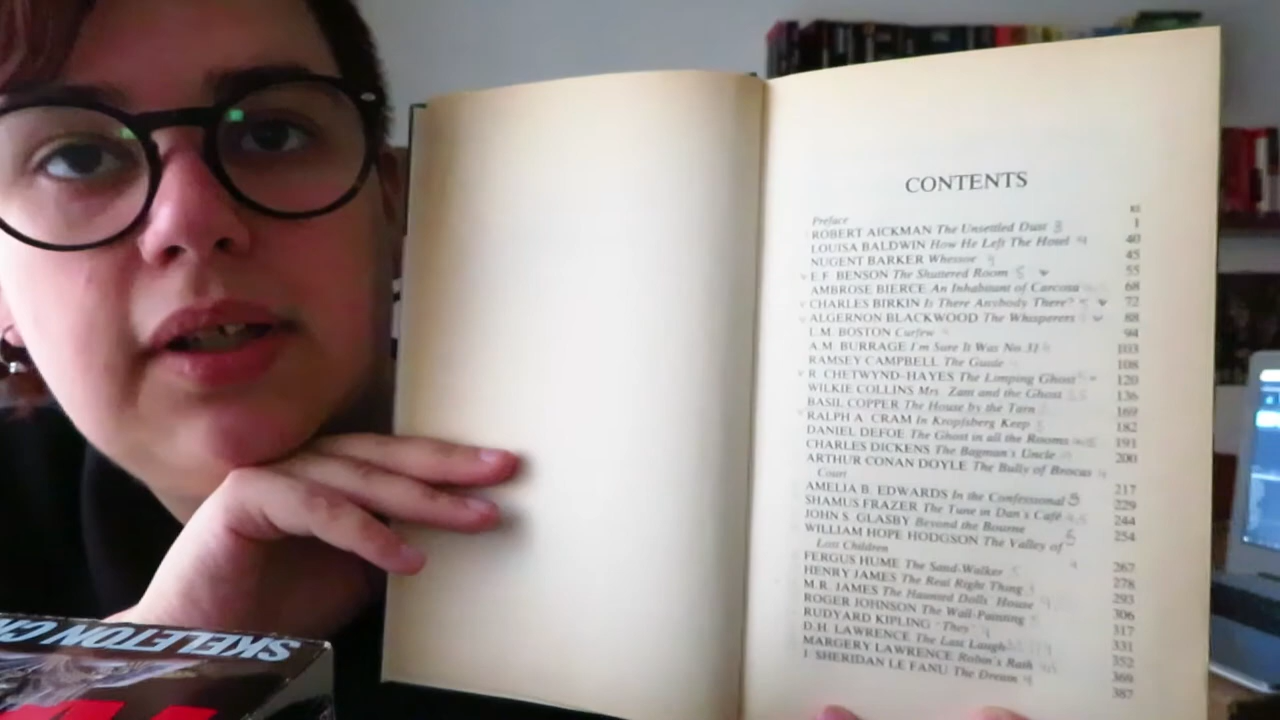 CONTENTS
Preface xi
ROBERT AICKMAN The Unsettled Dust 3 1
LOUISA BALDWIN How He Left The Hotel 4 40
NUGENT BARKER Whessoe 45
E.F. BENSON The Shuttered Room 5 55
AMBROSE BIERCE An Inhabitant of Carcosa 68
CHARLES BIRKIN Is There Anybody There? 72
ALGERNON BLACKWOOD The Whisperers 88
L.M. BOSTON Curfew 94
A.M. BURRAGE I'm Sure It Was No 31 103
RAMSEY CAMPBELL The Guide 108
R. CHETWYND-HAYES The Limping Ghost 120
WILKIE COLLINS Mrs Zant and the Ghost 136
BASIL COPPER The House by the Tarn 169
RALPH A. CRAM In Kropfsberg Keep 182
DANIEL DEFOE The Ghost in all the Rooms 191
CHARLES DICKENS The Bagman's Uncle 200
ARTHUR CONAN DOYLE The Bully of Brocas
Court 217
AMELIA B. EDWARDS In the Confessional 5 229
SHAMUS FRAZER The Tune in Dan's Café 244
JOHN S. GLASBY Beyond the Bourne 5 254
WILLIAM HOPE HODGSON The Valley of
Lost Children 267
FERGUS HUME The Sand-Walker 278
HENRY JAMES The Real Right Thing 293
M.R. JAMES The Haunted Dolls' House 306
ROGER JOHNSON The Wall-Painting 317
RUDYARD KIPLING 'They' 331
D.H. LAWRENCE The Last Laugh 352
MARGERY LAWRENCE Robin's Rath 369
J. SHERIDAN LE FANU The Dream 387
SKELETON CR